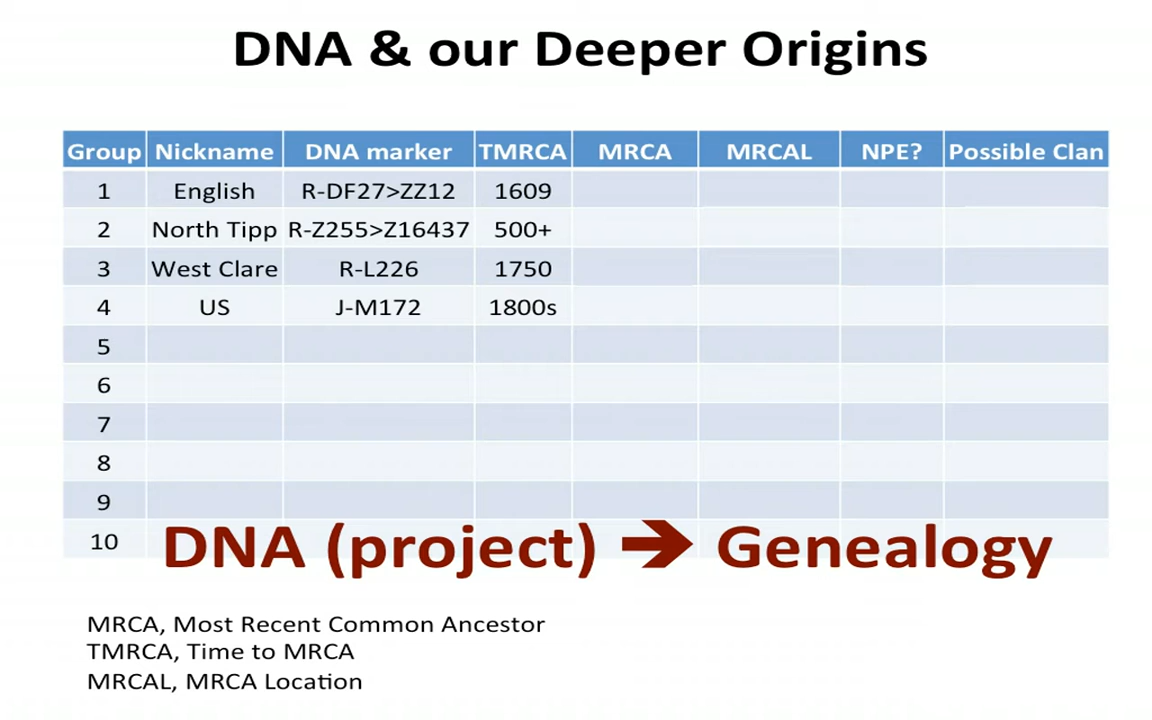 DNA & our Deeper Origins
Group Nickname DNA marker TMRCA MRCA MRCAL NPE? Possible Clan
1 English R-DF27>ZZ12 1609
2 North Tipp R-Z255>Z16437 500+
3 West Clare R-L226 1750
4 US J-M172 1800s
5
6
7
8
9
10
DNA (project) → Genealogy
MRCA, Most Recent Common Ancestor
TMRCA, Time to MRCA
MRCAL, MRCA Location